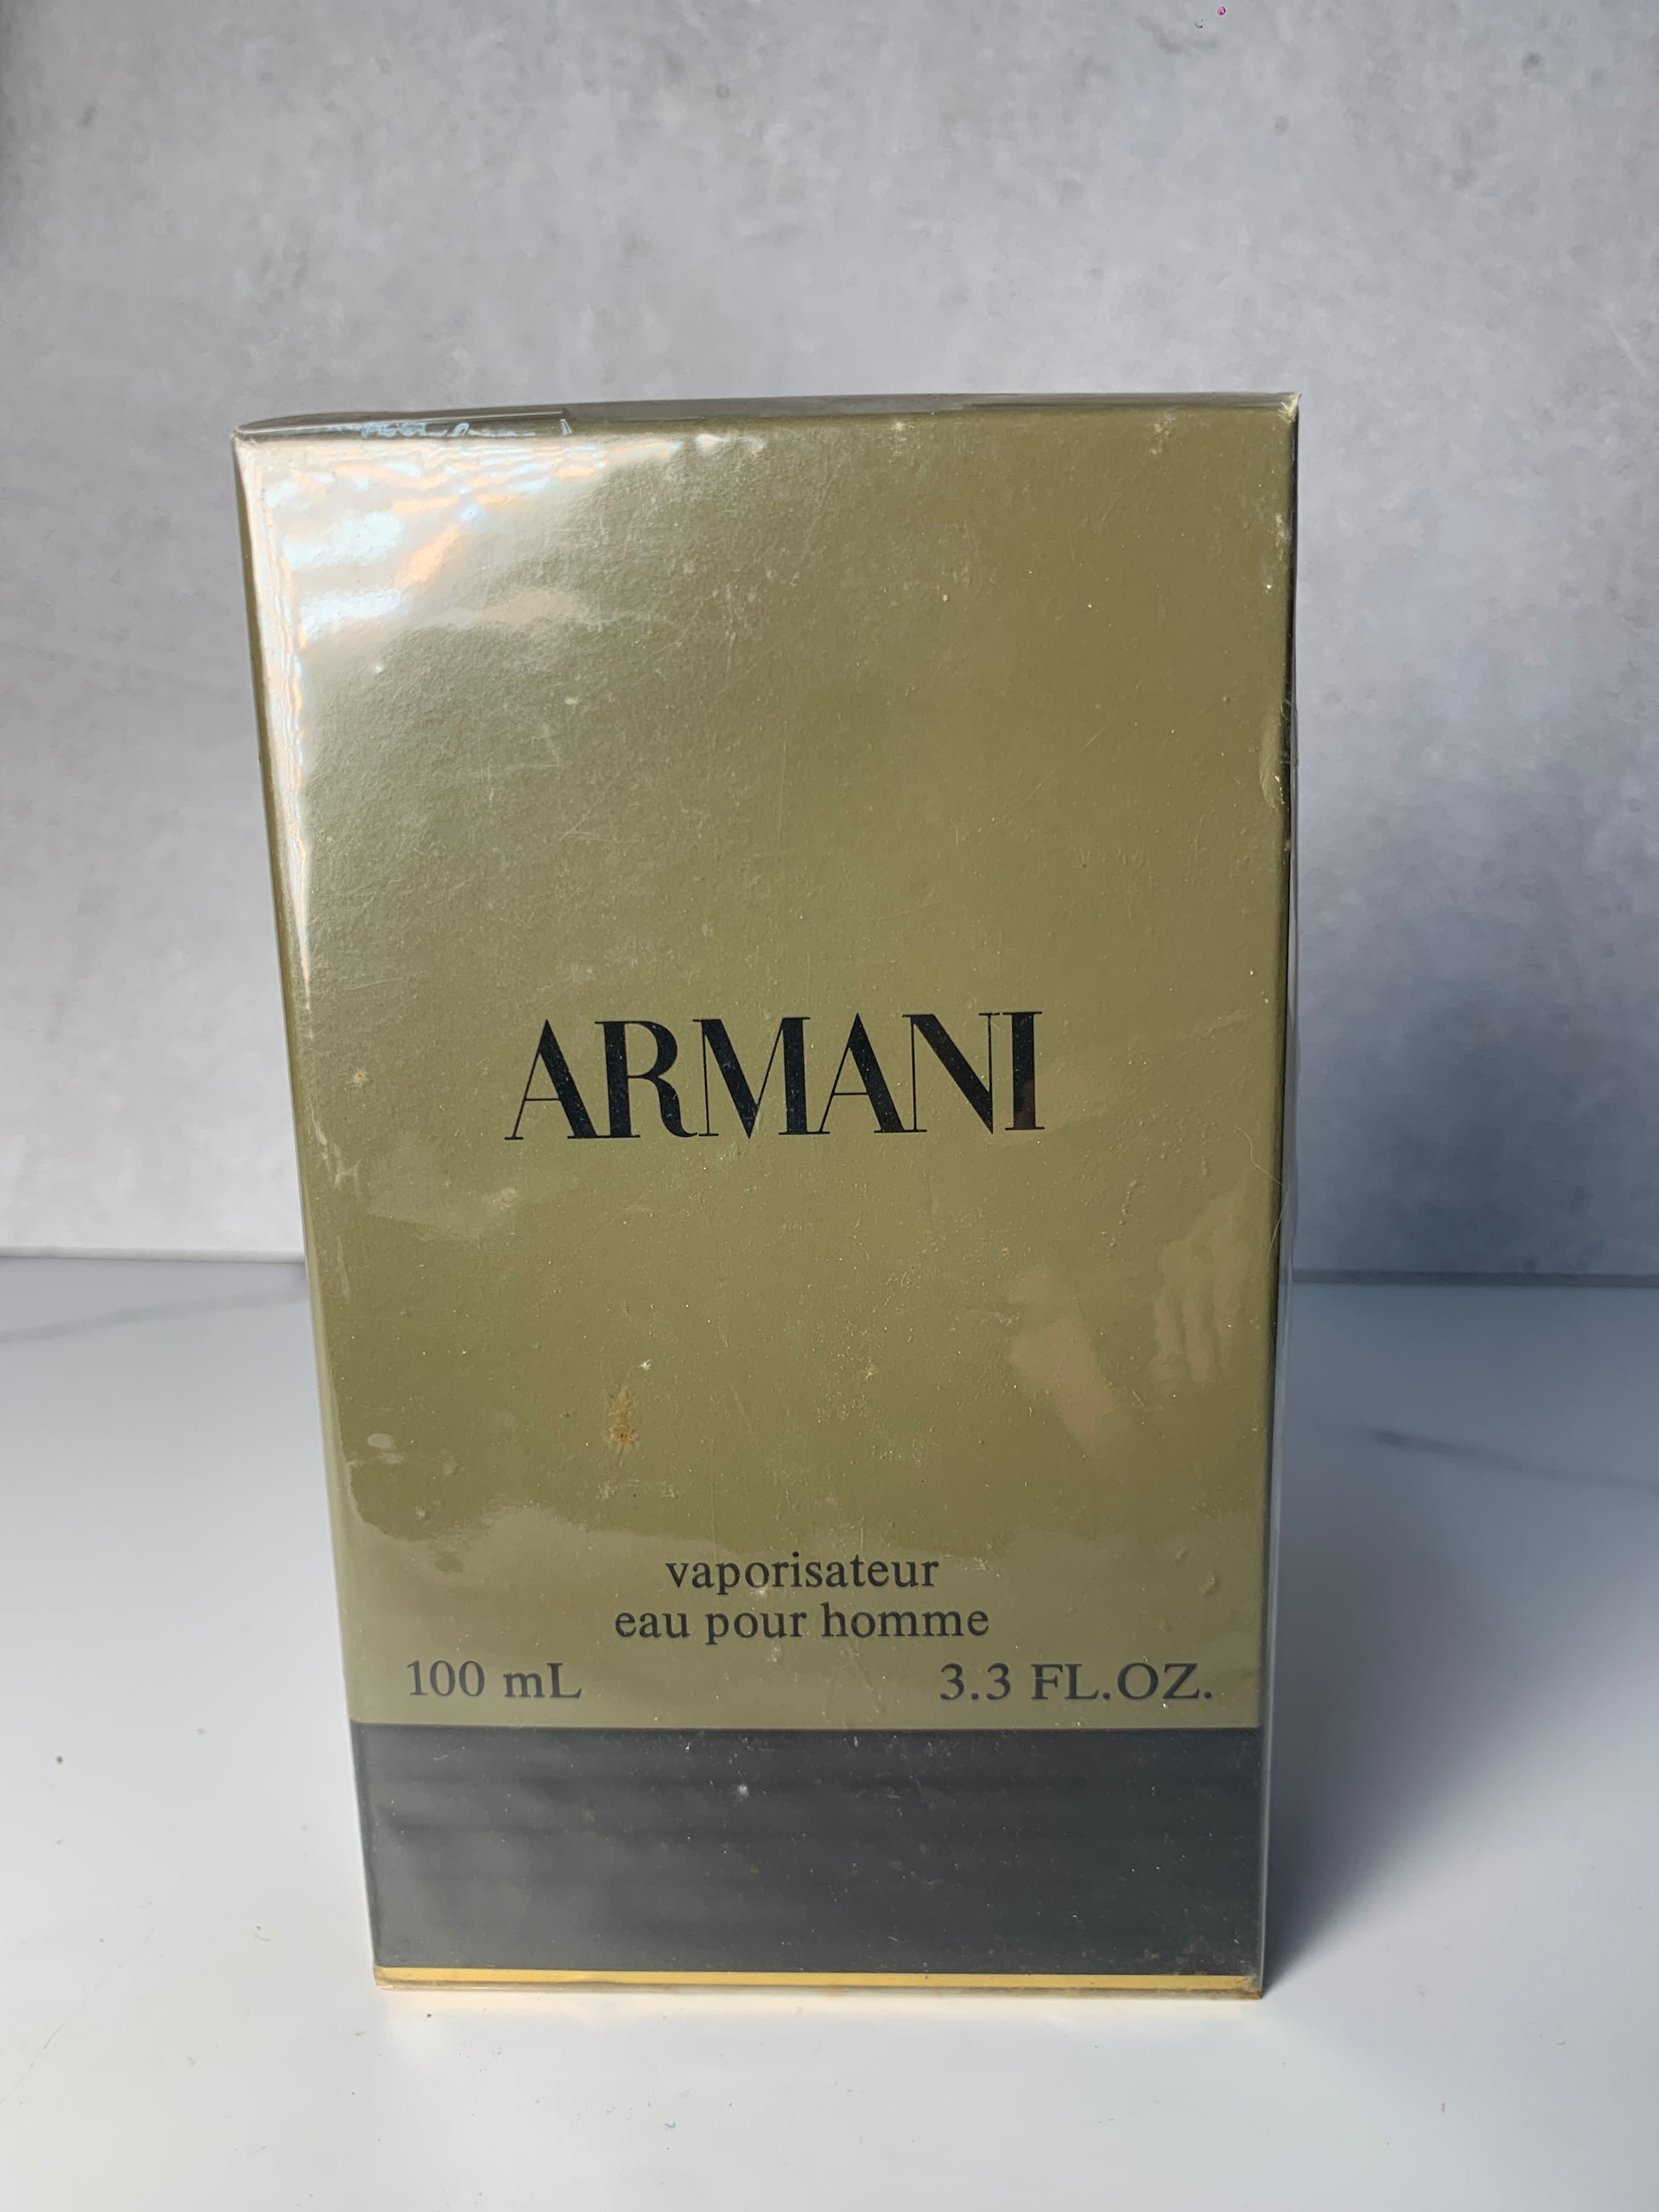 ARMANI
vaporisateur
eau pour homme
100 mL 3.3 FL.OZ.